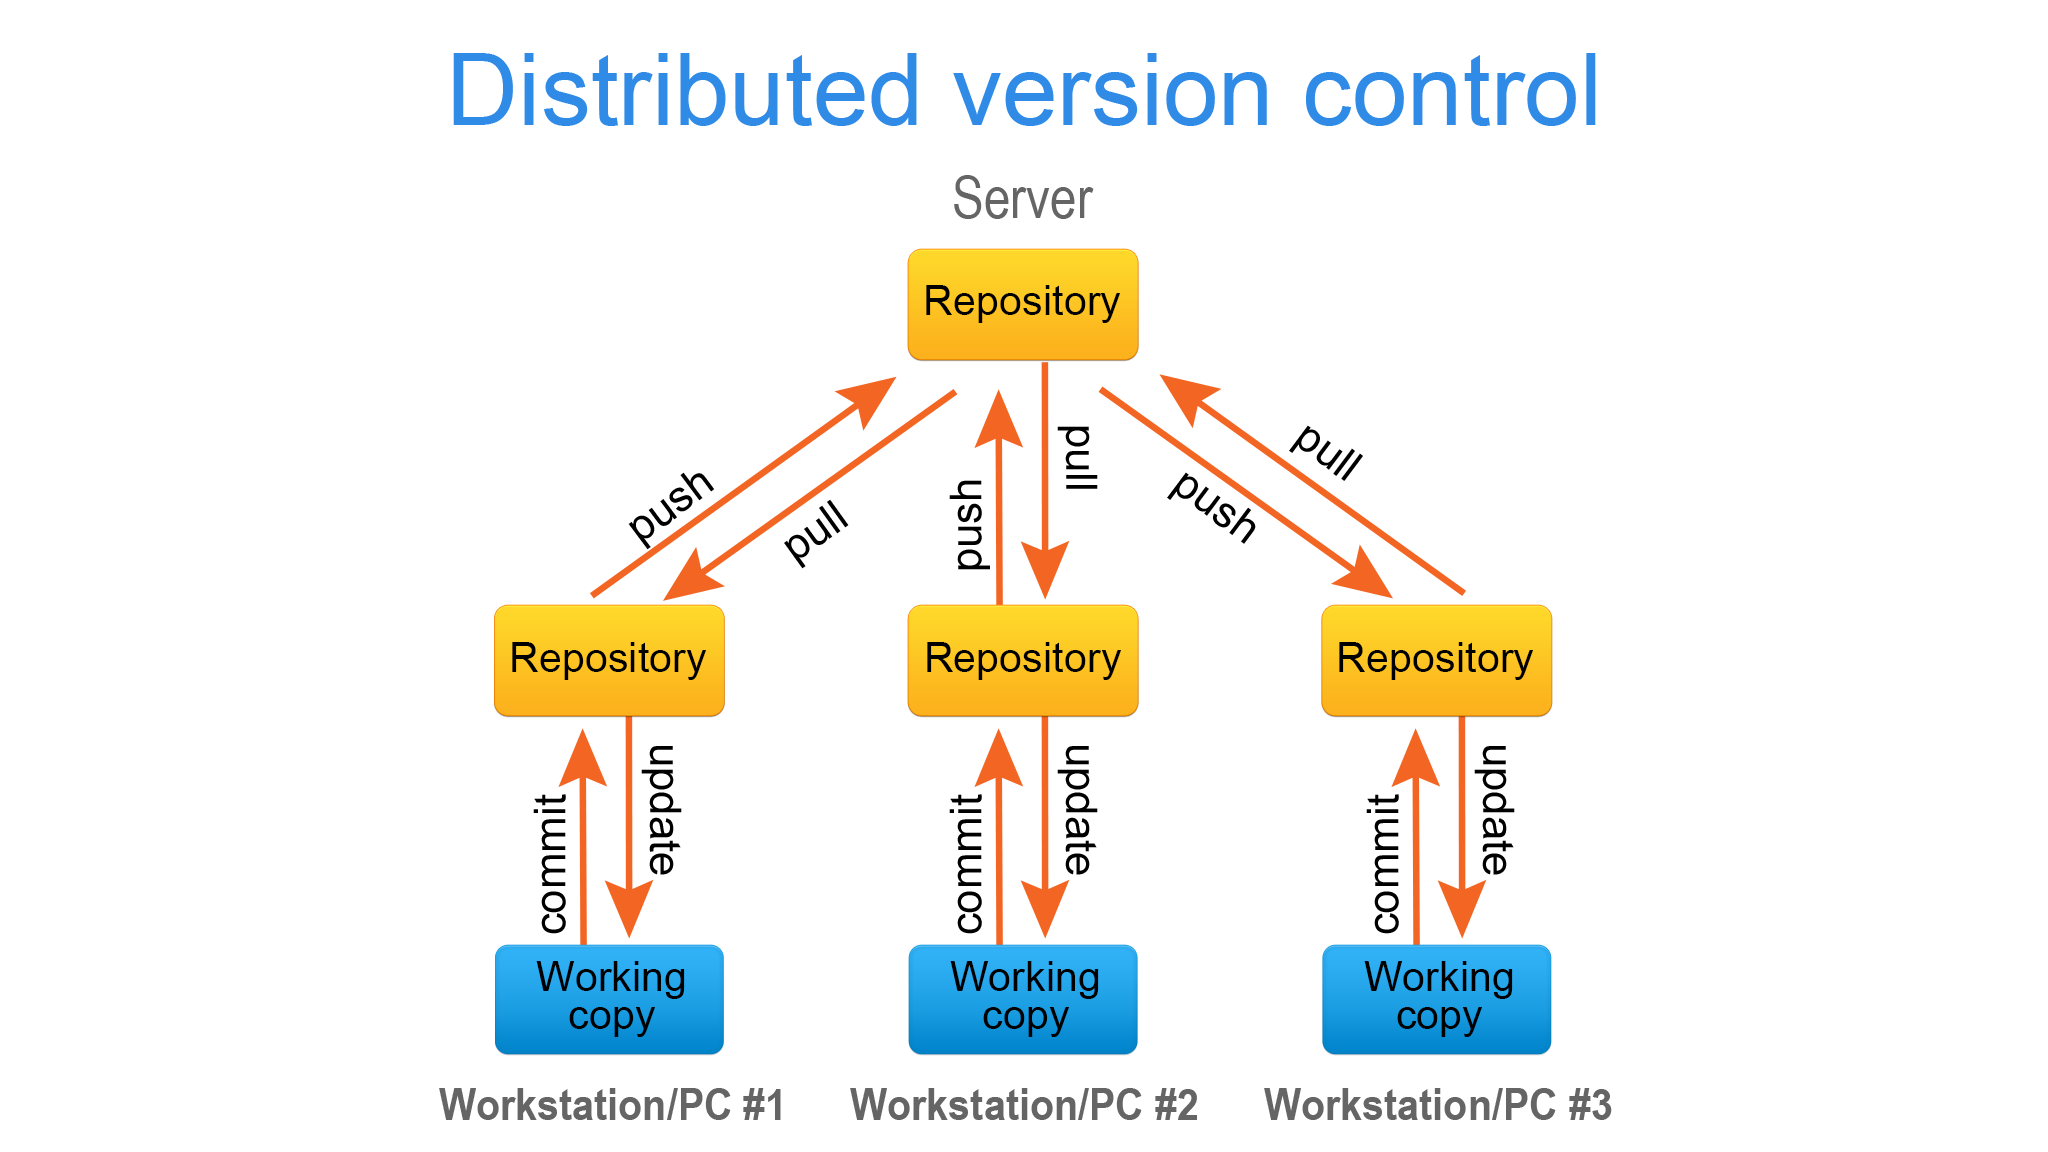 Distributed version control
Server
Repository
push
pull
push
pull
push
pull
Repository
Repository
Repository
commit
update
commit
update
commit
update
Working
copy
Working
copy
Working
copy
Workstation/PC #1
Workstation/PC #2
Workstation/PC #3